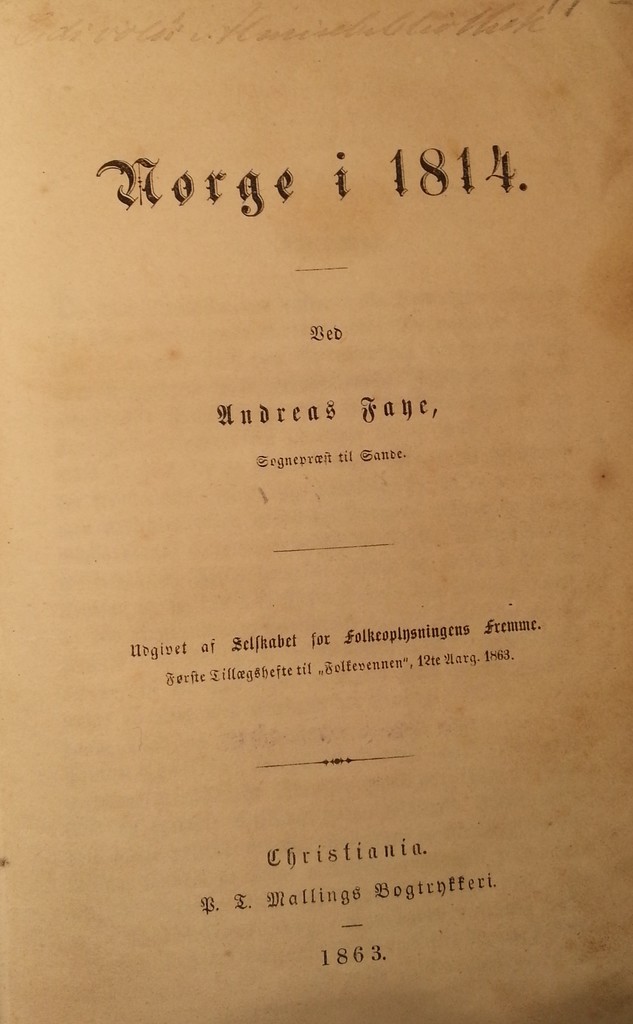 Norge i 1814.
Ved
Andreas Faye,
Sognepræst til Sande.
Udgivet af Selskabet for Folkeoplysningens Fremme.
Første Tillægshefte til „Folkevennen“, 12te Aarg. 1863.
Christiania.
P. T. Mallings Bogtrykkeri.
1863.